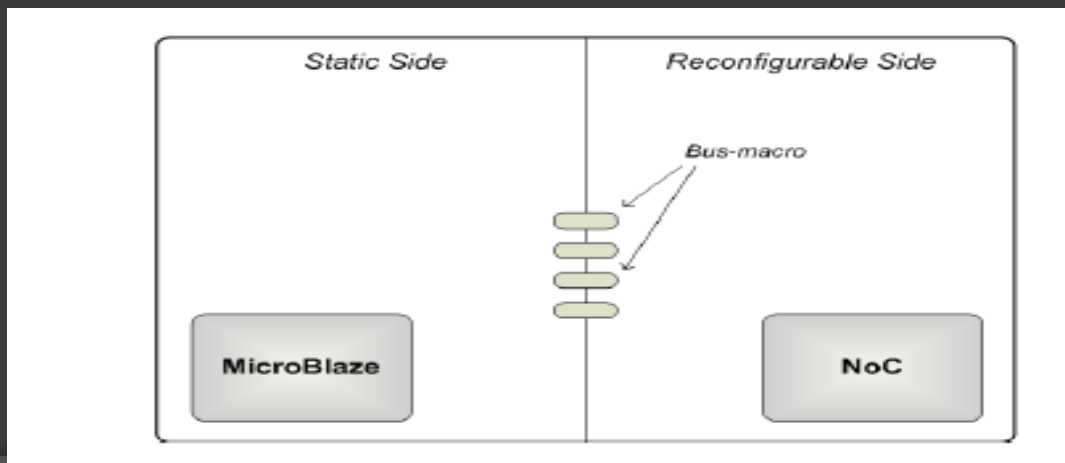 Static Side
Reconfigurable Side
Bus-macro
MicroBlaze
NoC